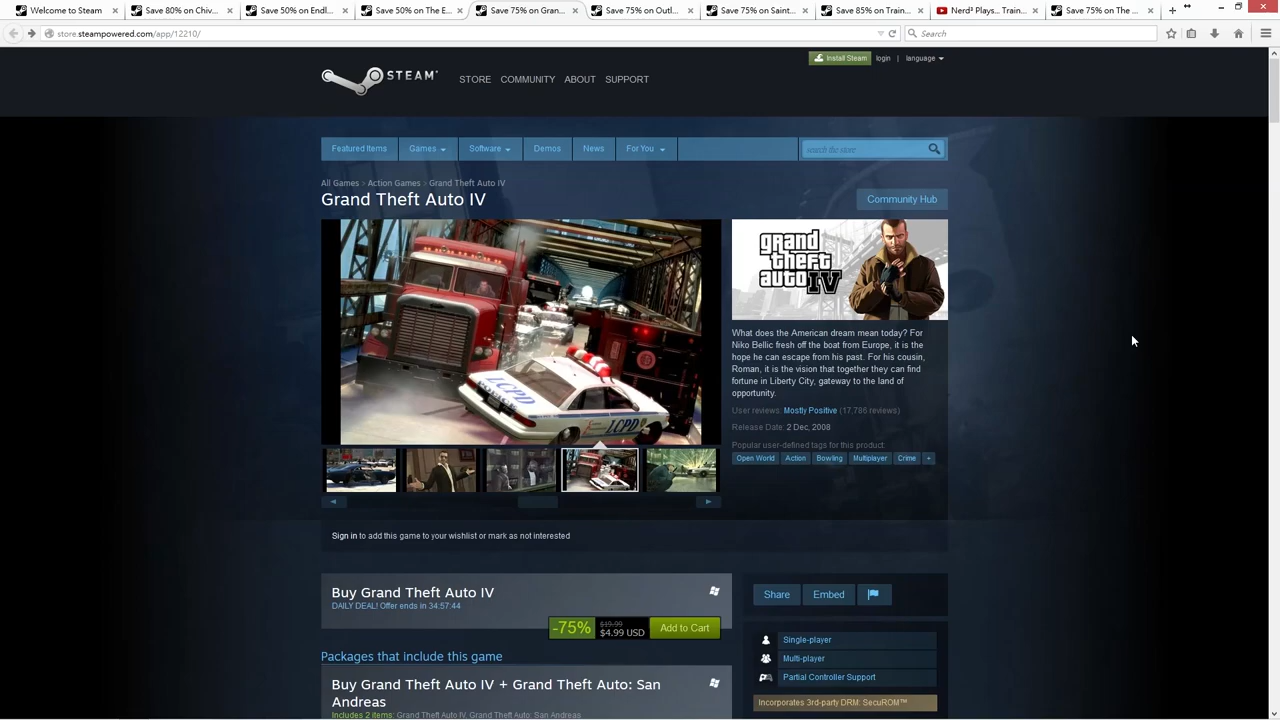 Welcome to Steam
Save 80% on Chiv...
Save 50% on Endl...
Save 50% on The E...
Save 75% on Gran...
Save 75% on Outl...
Save 75% on Saint...
Save 85% on Train...
Nerd³ Plays... Train...
Save 75% on The ...
store.steampowered.com/app/12210/
Search
Install Steam
login
language
STEAM
STORE
COMMUNITY
ABOUT
SUPPORT
Featured Items
Games
Software
Demos
News
For You
search the store
All Games > Action Games > Grand Theft Auto IV
Grand Theft Auto IV
Community Hub
LCPD
LCPD
grand
theft
auto IV
What does the American dream mean today? For
Niko Bellic fresh off the boat from Europe, it is the
hope he can escape from his past. For his cousin,
Roman, it is the vision that together they can find
fortune in Liberty City, gateway to the land of
opportunity.
User reviews: Mostly Positive (17,786 reviews)
Release Date: 2 Dec, 2008
Popular user-defined tags for this product:
Open World
Action
Bowling
Multiplayer
Crime
+
Sign in to add this game to your wishlist or mark as not interested
Buy Grand Theft Auto IV
DAILY DEAL! Offer ends in 34:57:44
-75%
$19.99
$4.99 USD
Add to Cart
Share
Embed
Single-player
Multi-player
Partial Controller Support
Incorporates 3rd-party DRM: SecuROM™
Packages that include this game
Buy Grand Theft Auto IV + Grand Theft Auto: San
Andreas
Includes 2 items: Grand Theft Auto IV, Grand Theft Auto: San Andreas